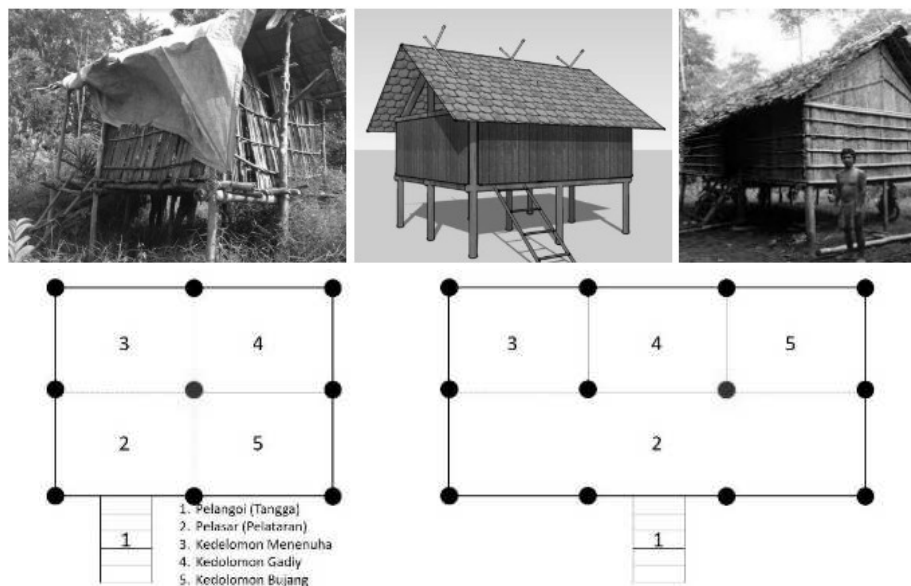 3
4
3
4
5
2
5
2
1
1. Pelangoi (Tangga)
2. Pelasar (Pelataran)
3. Kedelomon Menenuha
4. Kedolomon Gadiy
5. Kedolomon Bujang
1